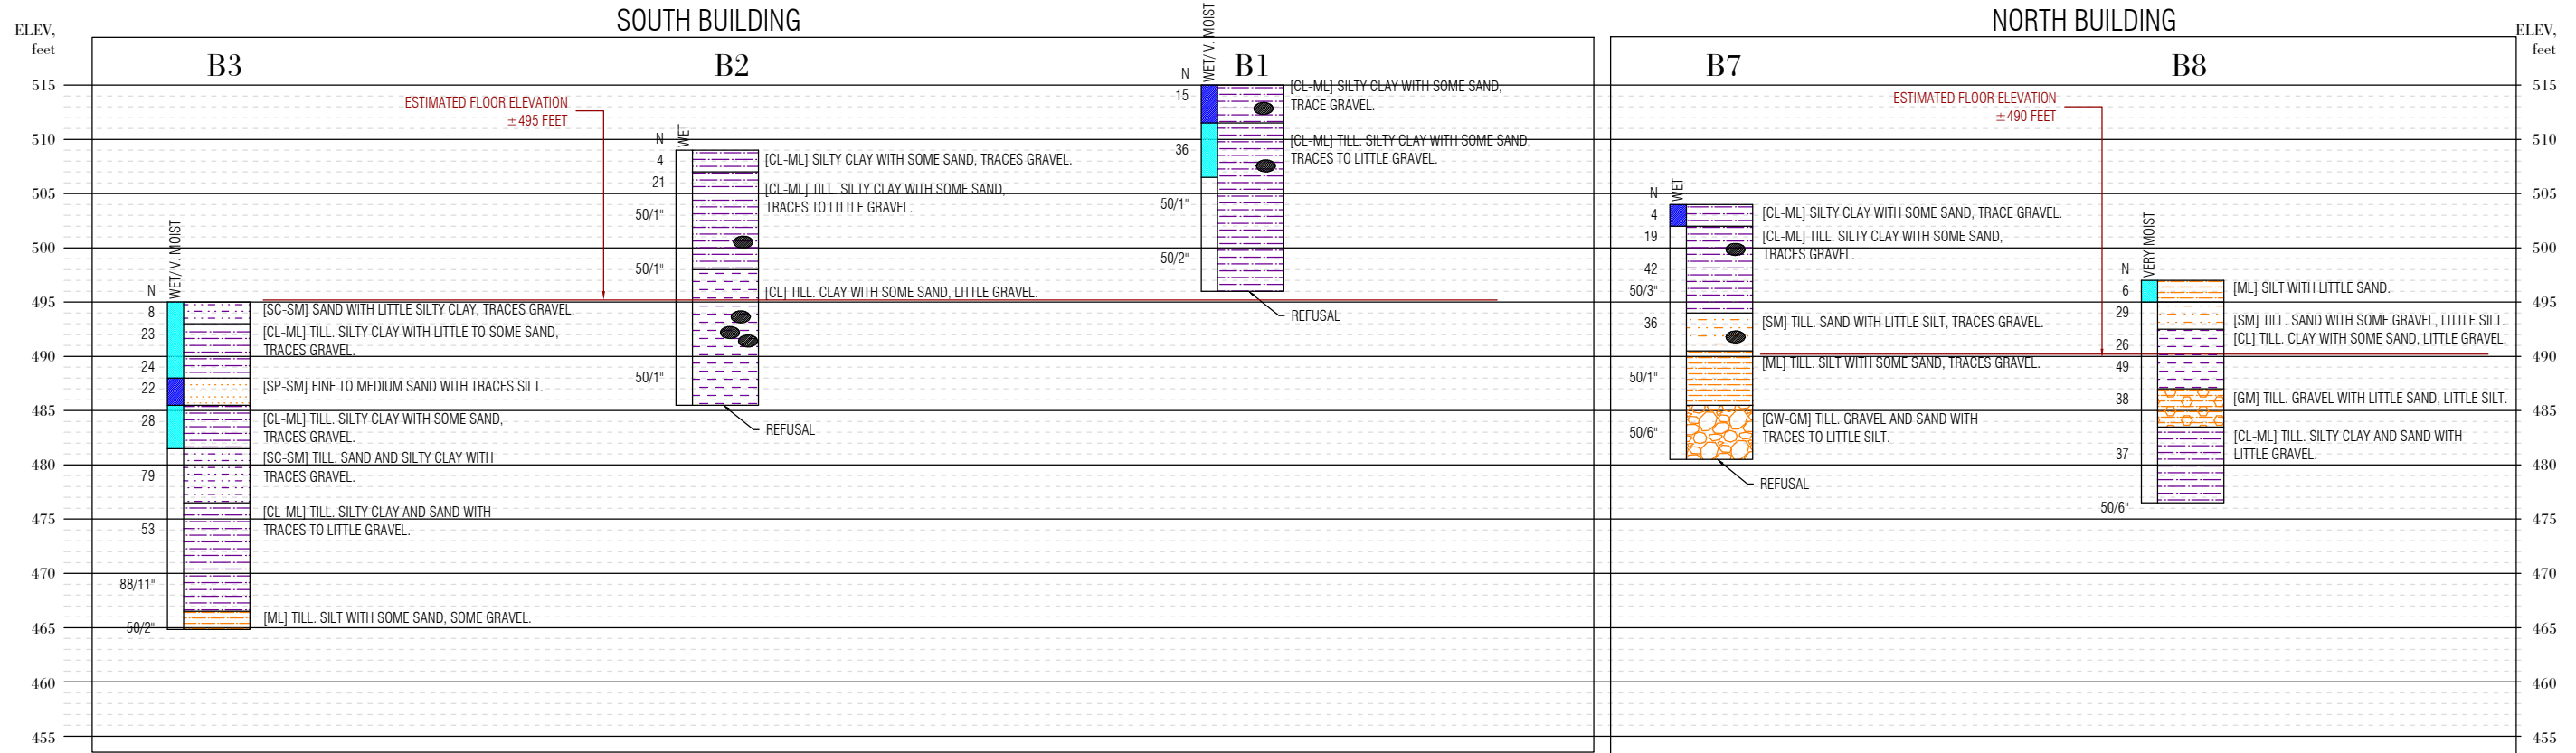 SOUTH BUILDING
NORTH BUILDING
ELEV,
feet
515
510
505
500
495
490
485
480
475
470
465
460
455
B3
N
WET/ V. MOIST
8
23
24
22
28
79
53
88/11"
50/2"
[SC-SM] SAND WITH LITTLE SILTY CLAY, TRACES GRAVEL.
[CL-ML] TILL. SILTY CLAY WITH LITTLE TO SOME SAND,
TRACES GRAVEL.
[SP-SM] FINE TO MEDIUM SAND WITH TRACES SILT.
[CL-ML] TILL. SILTY CLAY WITH SOME SAND,
TRACES GRAVEL.
[SC-SM] TILL. SAND AND SILTY CLAY WITH
TRACES GRAVEL.
[CL-ML] TILL. SILTY CLAY AND SAND WITH
TRACES TO LITTLE GRAVEL.
[ML] TILL. SILT WITH SOME SAND, SOME GRAVEL.
ESTIMATED FLOOR ELEVATION
±495 FEET
B2
N
WET
4
21
50/1"
50/1"
50/1"
[CL-ML] SILTY CLAY WITH SOME SAND, TRACES GRAVEL.
[CL-ML] TILL. SILTY CLAY WITH SOME SAND,
TRACES TO LITTLE GRAVEL.
[CL] TILL. CLAY WITH SOME SAND, LITTLE GRAVEL.
REFUSAL
B1
N
WET/ V. MOIST
15
36
50/1"
50/2"
[CL-ML] SILTY CLAY WITH SOME SAND,
TRACE GRAVEL.
[CL-ML] TILL. SILTY CLAY WITH SOME SAND,
TRACES TO LITTLE GRAVEL.
REFUSAL
B7
N
WET
4
19
42
50/3"
36
50/1"
50/6"
[CL-ML] SILTY CLAY WITH SOME SAND, TRACE GRAVEL.
[CL-ML] TILL. SILTY CLAY WITH SOME SAND,
TRACES GRAVEL.
[SM] TILL. SAND WITH LITTLE SILT, TRACES GRAVEL.
[ML] TILL. SILT WITH SOME SAND, TRACES GRAVEL.
[GW-GM] TILL. GRAVEL AND SAND WITH
TRACES TO LITTLE SILT.
REFUSAL
ESTIMATED FLOOR ELEVATION
±490 FEET
B8
N
VERY MOIST
6
29
26
49
38
37
50/6"
[ML] SILT WITH LITTLE SAND.
[SM] TILL. SAND WITH SOME GRAVEL, LITTLE SILT.
[CL] TILL. CLAY WITH SOME SAND, LITTLE GRAVEL.
[GM] TILL. GRAVEL WITH LITTLE SAND, LITTLE SILT.
[CL-ML] TILL. SILTY CLAY AND SAND WITH
LITTLE GRAVEL.
ELEV,
feet
515
510
505
500
495
490
485
480
475
470
465
460
455